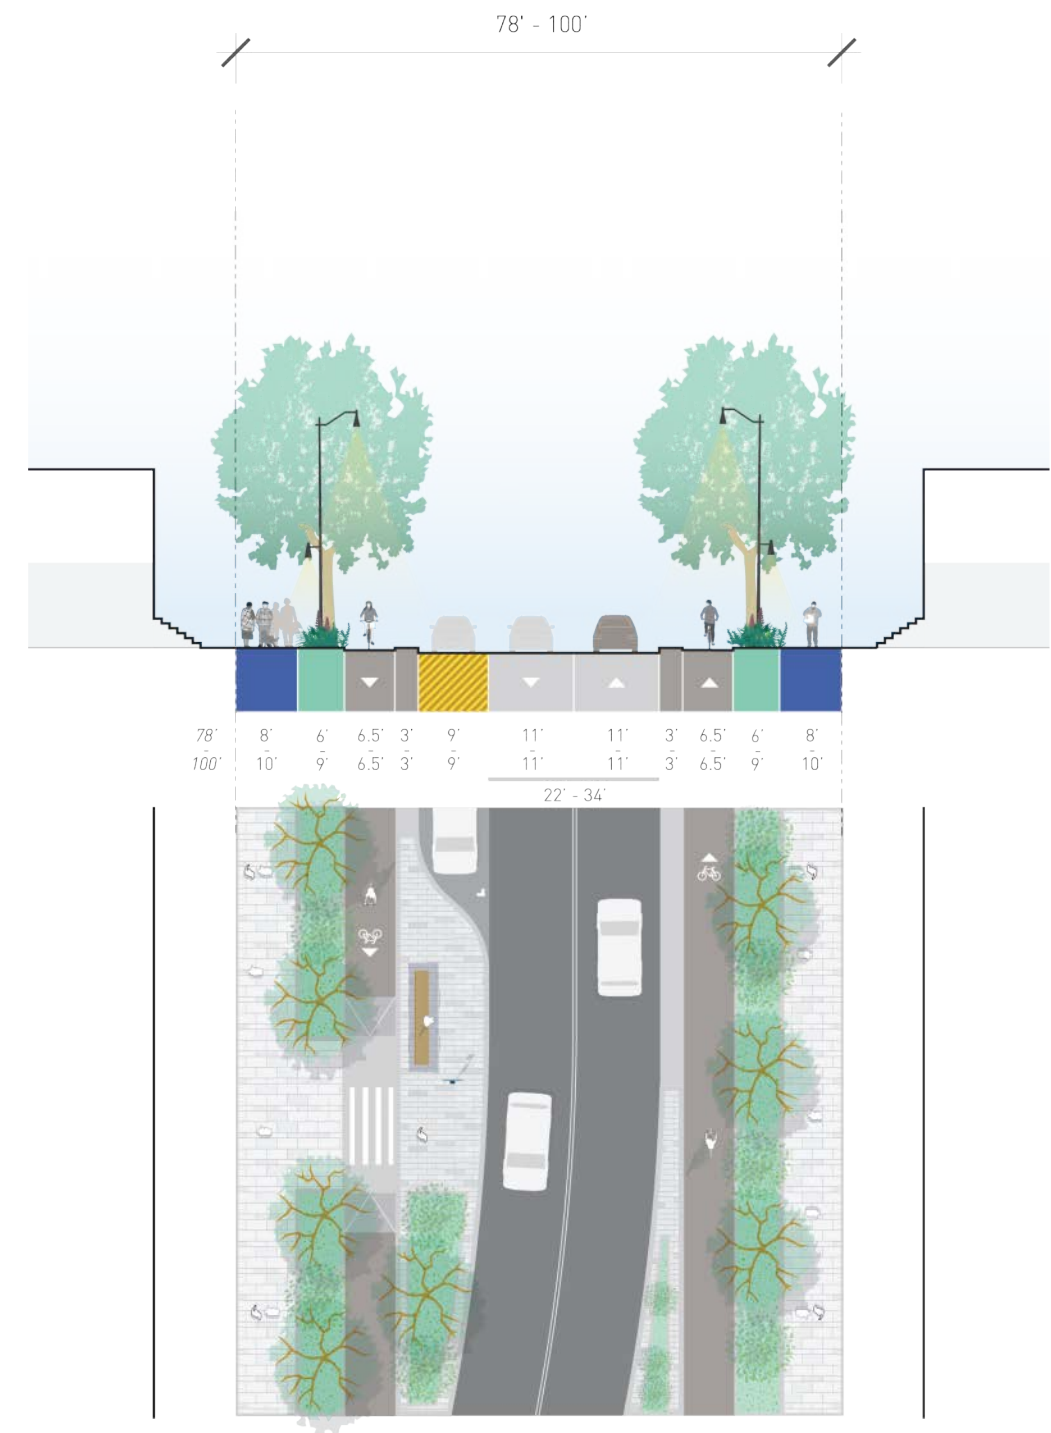 78' - 100'
78' 8' 6' 6.5' 3' 9' 11' 11' 3' 6.5' 6' 8'
- - - - - - - - - - - -
100' 10' 9' 6.5' 3' 9' 11' 11' 3' 6.5' 9' 10'
22' - 34'